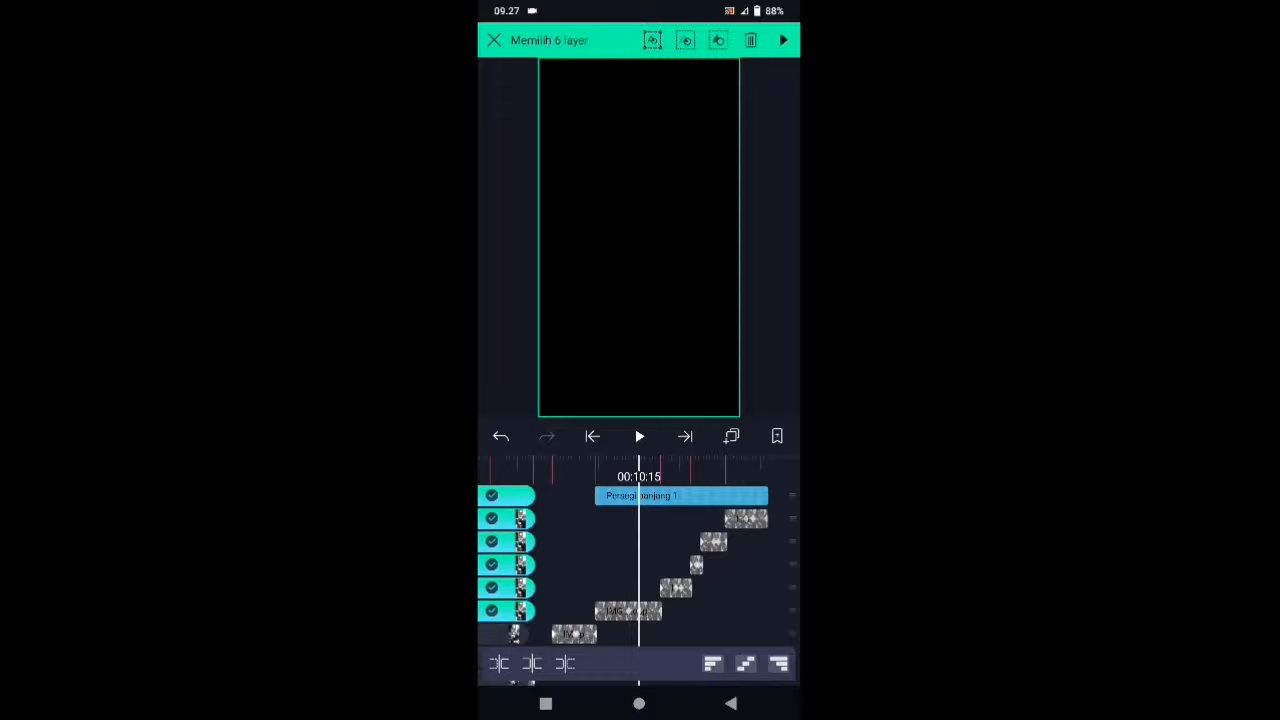 09.27
88%
Memilih 6 layer
00:10:15
Persegi panjang 1